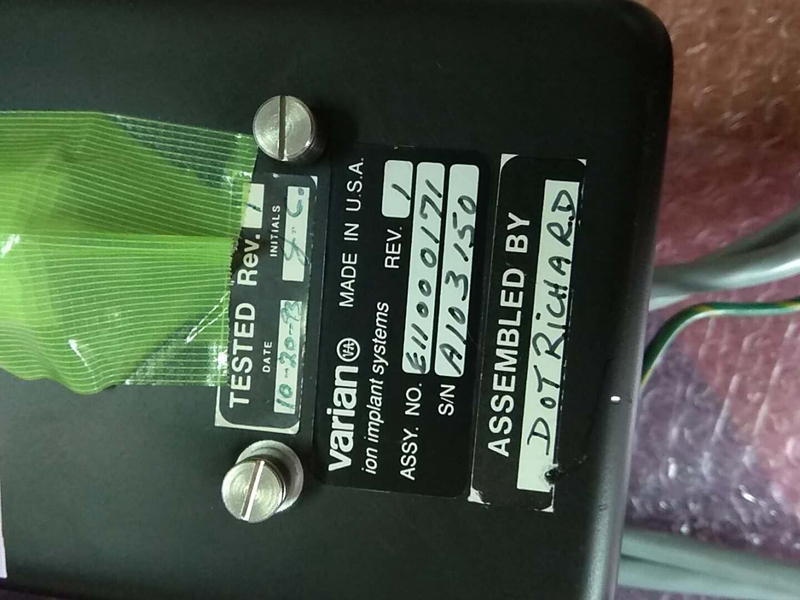 TESTED Rev. 1
DATE INITIALS
10-20-93
varian
ion implant systems
MADE IN U.S.A.
ASSY. NO. E11000171 REV. 1
S/N A103150
ASSEMBLED BY
DOT RICHARD